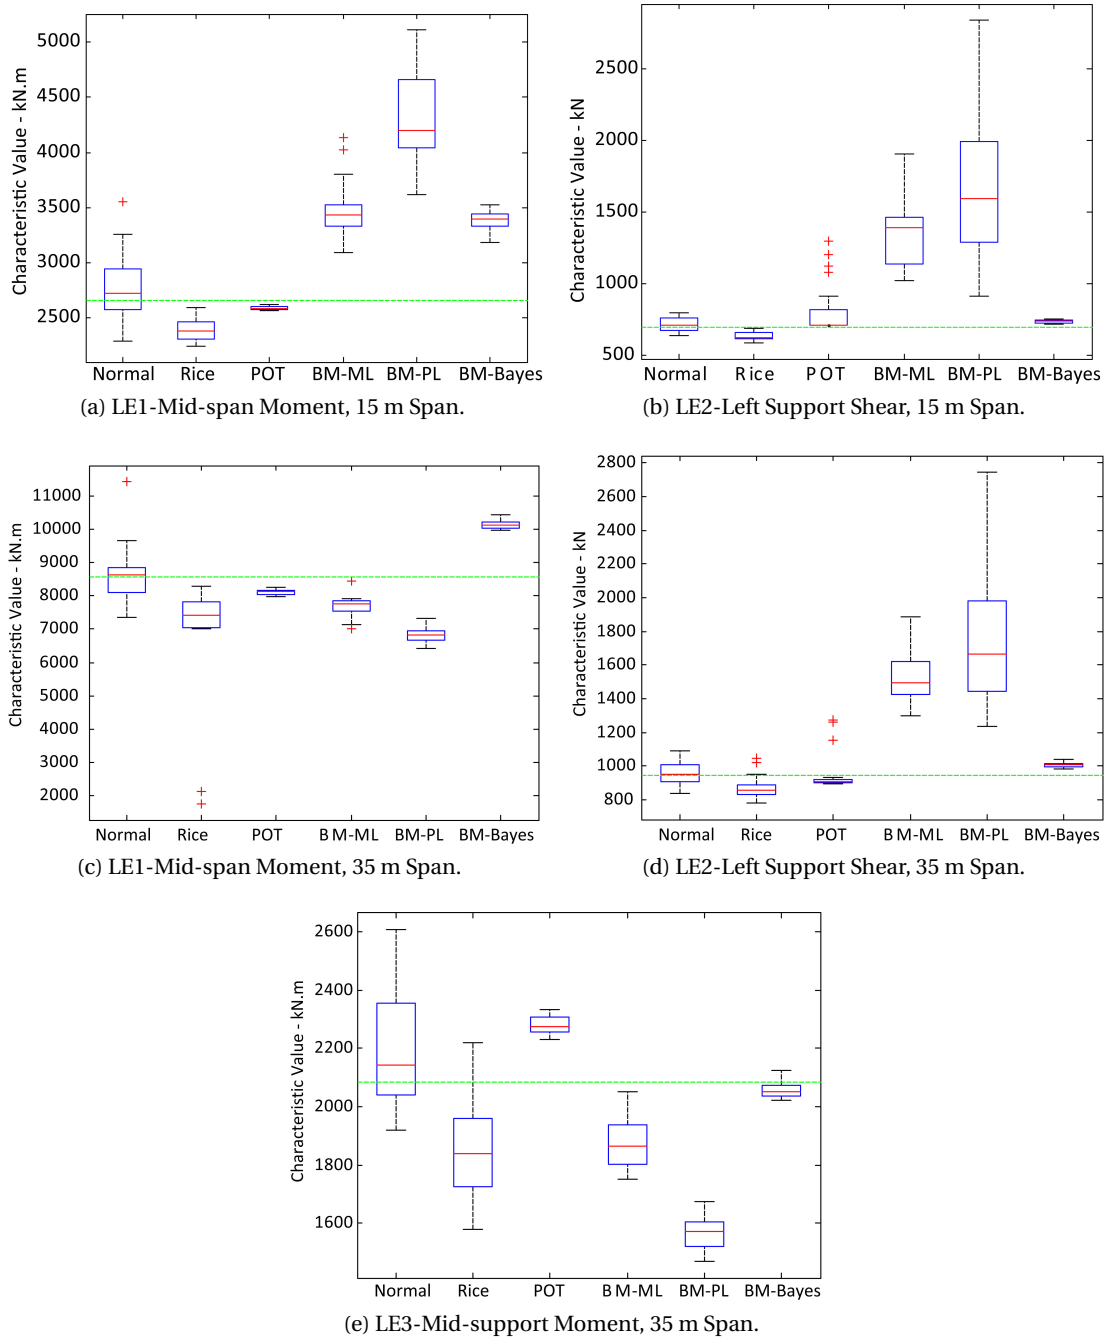 Characteristic Value - kN.m
5000
4500
4000
3500
3000
2500
Normal Rice POT BM-ML BM-PL BM-Bayes
(a) LE1-Mid-span Moment, 15 m Span.
Characteristic Value - kN
2500
2000
1500
1000
500
Normal Rice POT BM-ML BM-PL BM-Bayes
(b) LE2-Left Support Shear, 15 m Span.
Characteristic Value - kN.m
11000
10000
9000
8000
7000
6000
5000
4000
3000
2000
Normal Rice POT BM-ML BM-PL BM-Bayes
(c) LE1-Mid-span Moment, 35 m Span.
Characteristic Value - kN
2800
2600
2400
2200
2000
1800
1600
1400
1200
1000
800
Normal Rice POT BM-ML BM-PL BM-Bayes
(d) LE2-Left Support Shear, 35 m Span.
Characteristic Value - kN.m
2600
2400
2200
2000
1800
1600
Normal Rice POT BM-ML BM-PL BM-Bayes
(e) LE3-Mid-support Moment, 35 m Span.